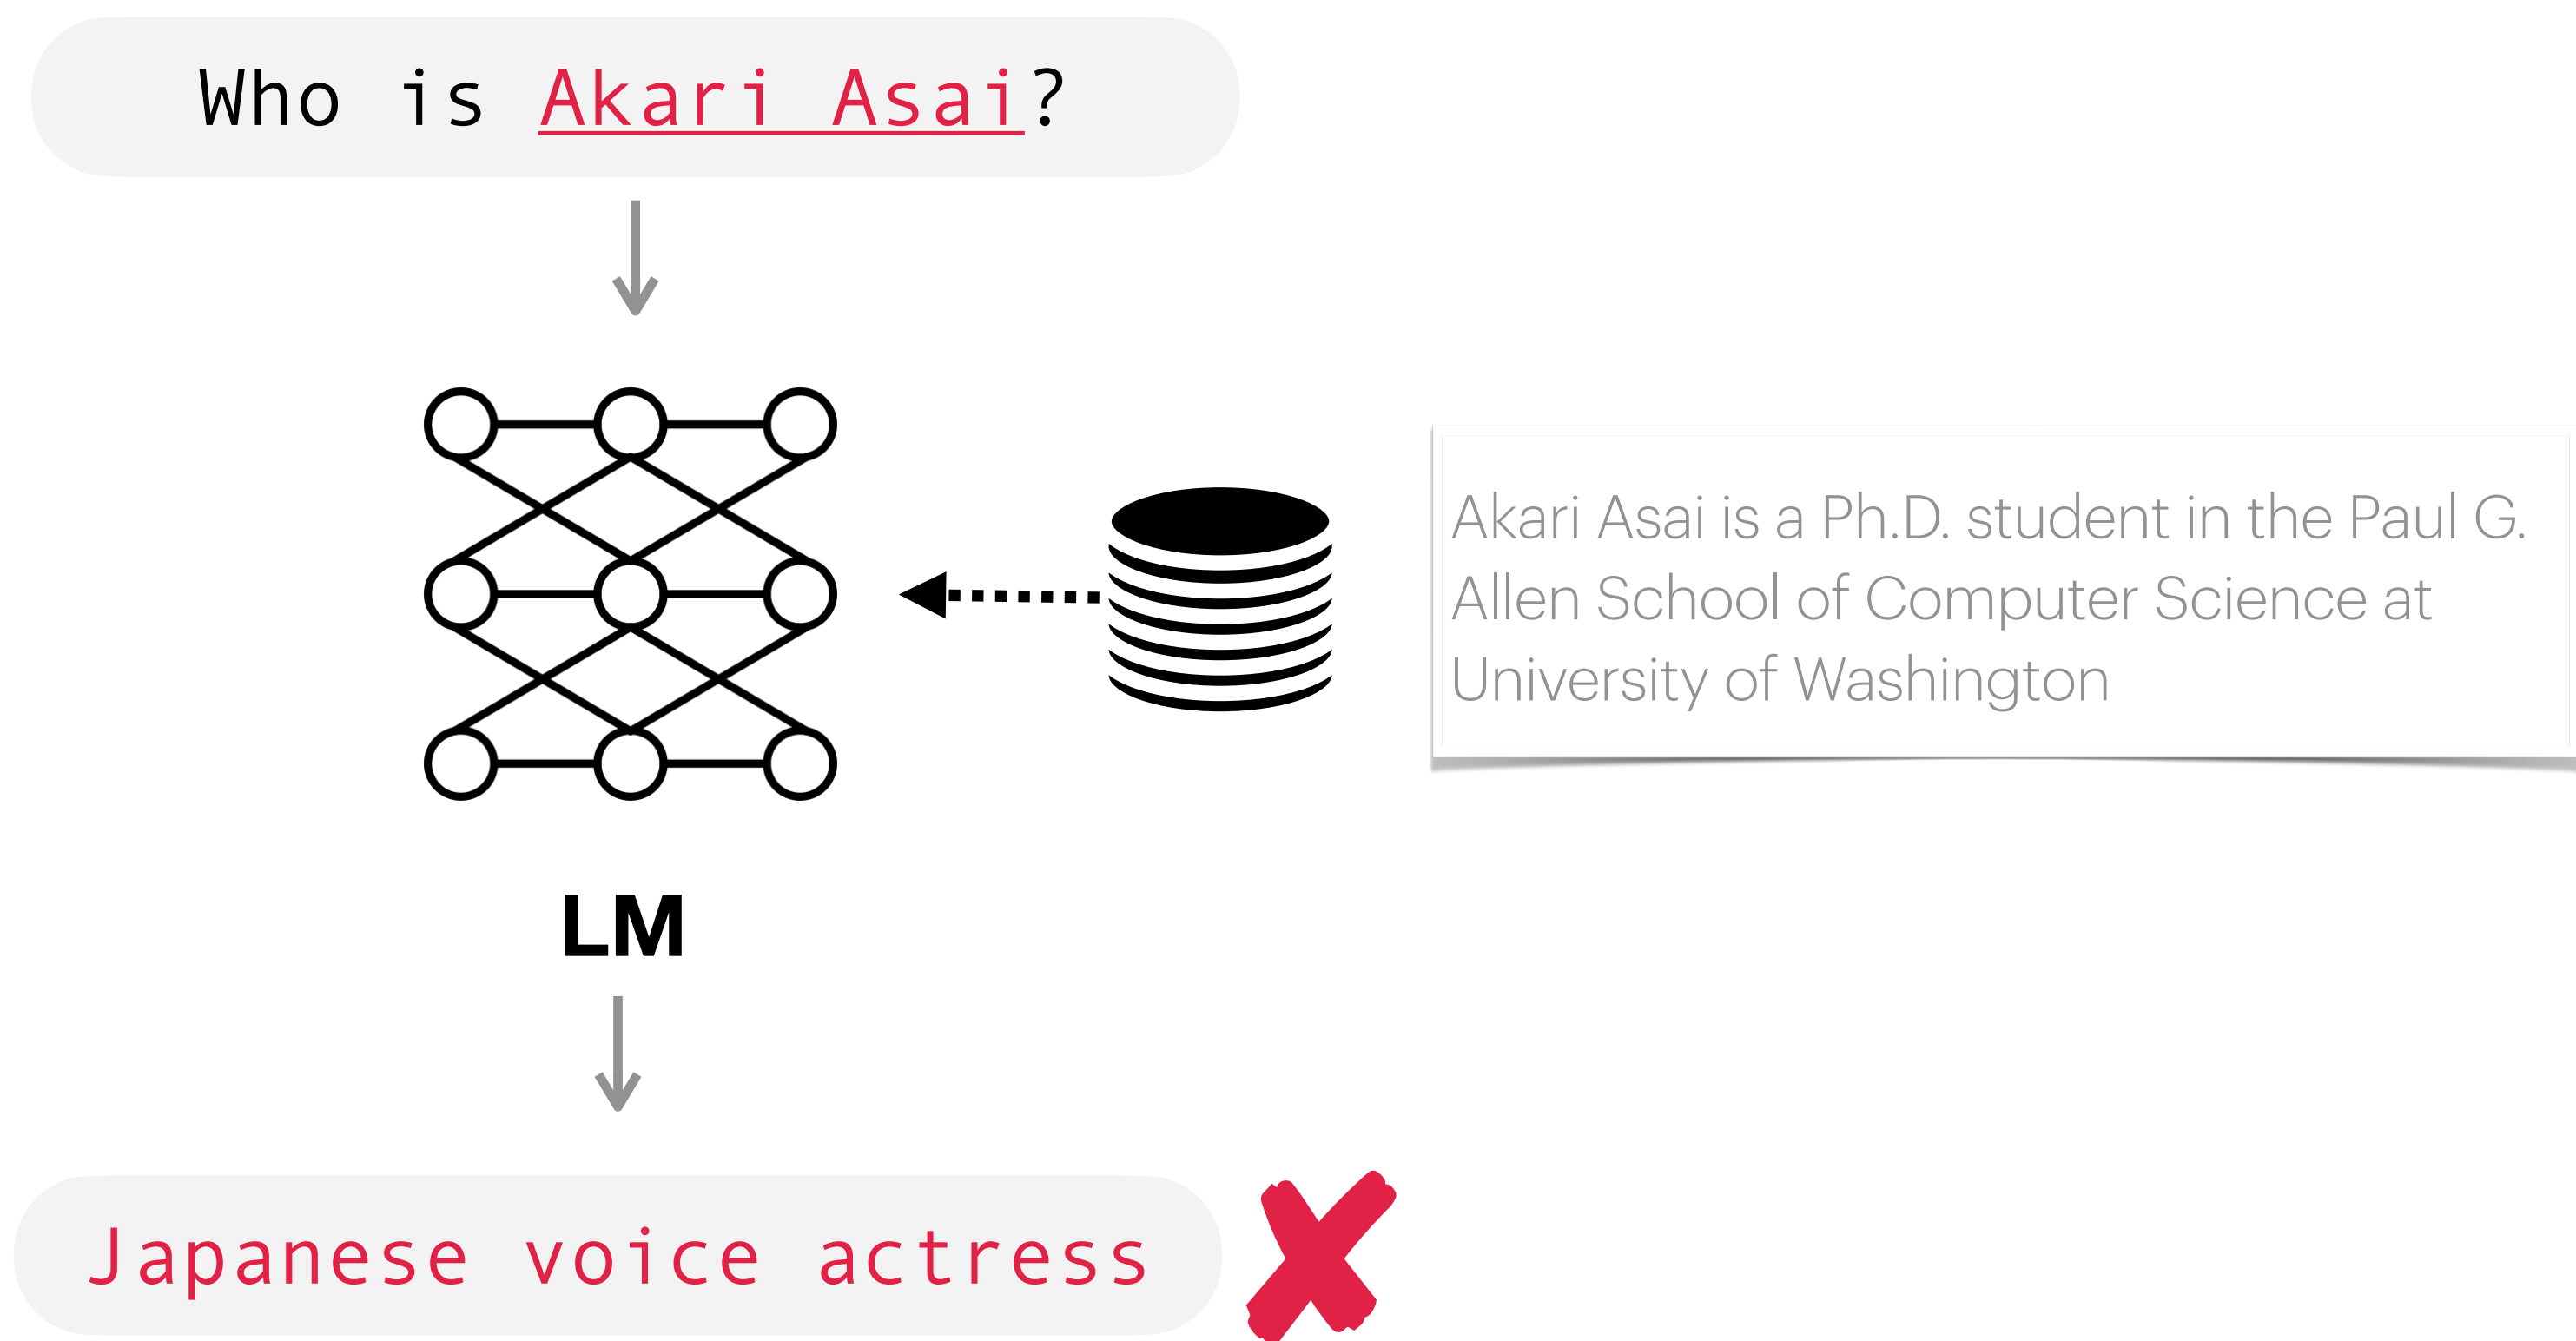 Who is Akari Asai?
Akari Asai is a Ph.D. student in the Paul G.
Allen School of Computer Science at
University of Washington
LM
Japanese voice actress